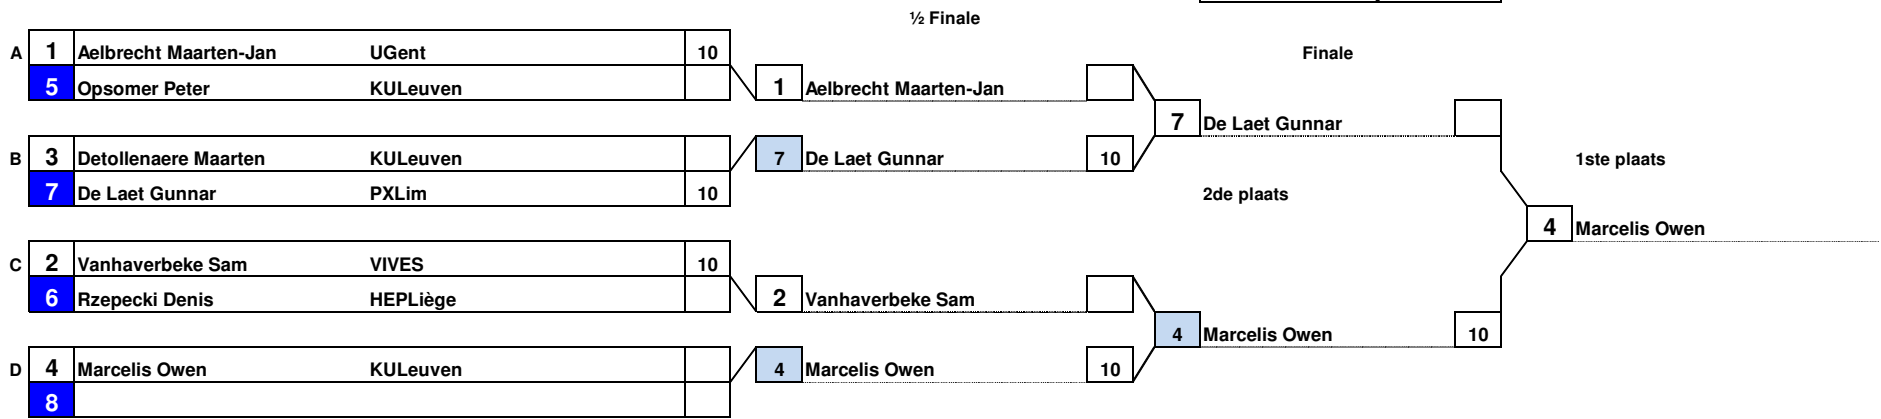 ½ Finale
A 1 Aelbrecht Maarten-Jan UGent 10
Finale
5 Opsomer Peter KULeuven
1 Aelbrecht Maarten-Jan
7 De Laet Gunnar
B 3 Detollenaere Maarten KULeuven
7 De Laet Gunnar 10
1ste plaats
7 De Laet Gunnar PXLim 10
2de plaats
4 Marcelis Owen
C 2 Vanhaverbeke Sam VIVES 10
6 Rzepecki Denis HEPLiège
2 Vanhaverbeke Sam
4 Marcelis Owen 10
D 4 Marcelis Owen KULeuven
4 Marcelis Owen 10
8